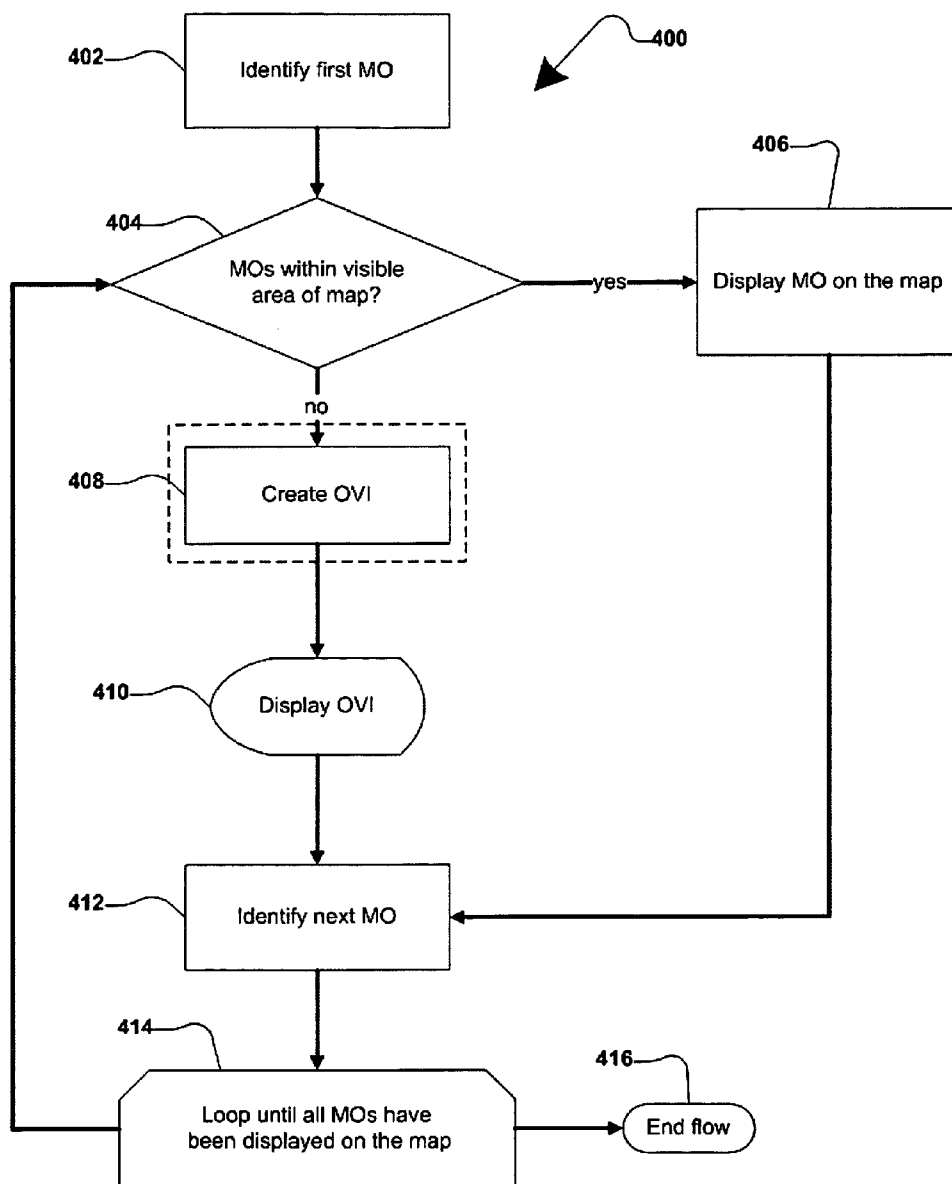 402
Identify first MO
400
404
MOs within visible
area of map?
yes
406
Display MO on the map
no
408
Create OVI
410
Display OVI
412
Identify next MO
414
Loop until all MOs have
been displayed on the map
416
End flow